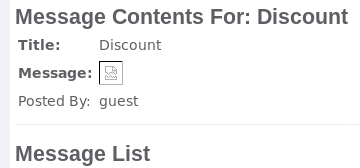 Message Contents For: Discount
Title: Discount
Message:
Posted By: guest
Message List